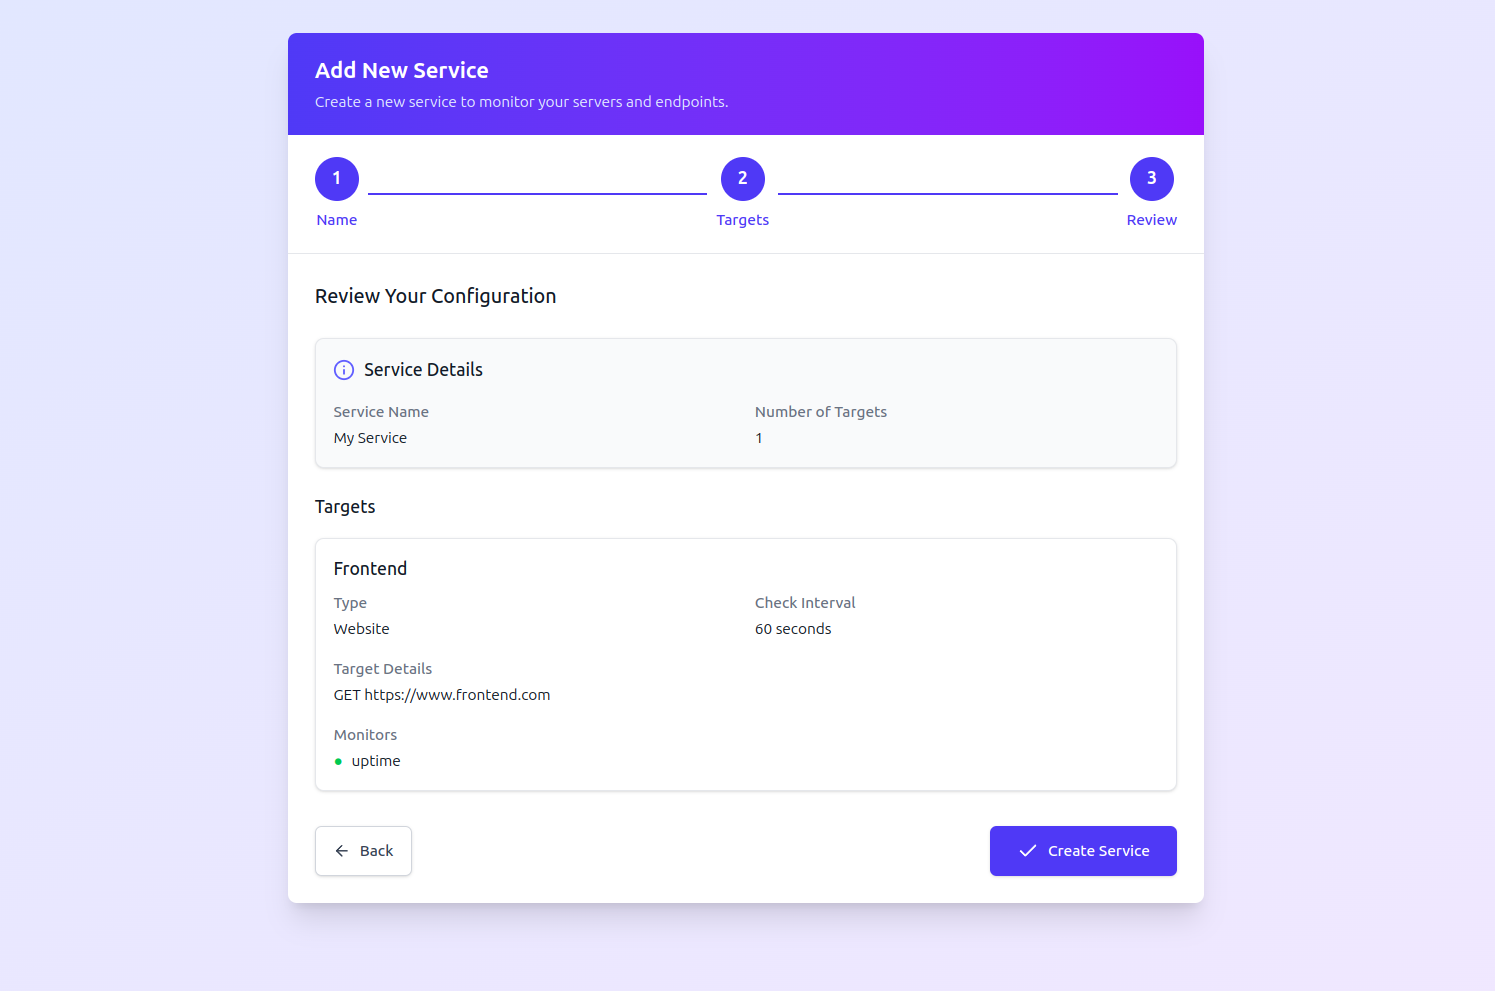 Add New Service
Create a new service to monitor your servers and endpoints.
1
2
3
Name
Targets
Review
Review Your Configuration
Service Details
Service Name
Number of Targets
My Service
1
Targets
Frontend
Type
Check Interval
Website
60 seconds
Target Details
GET https://www.frontend.com
Monitors
uptime
Back
Create Service